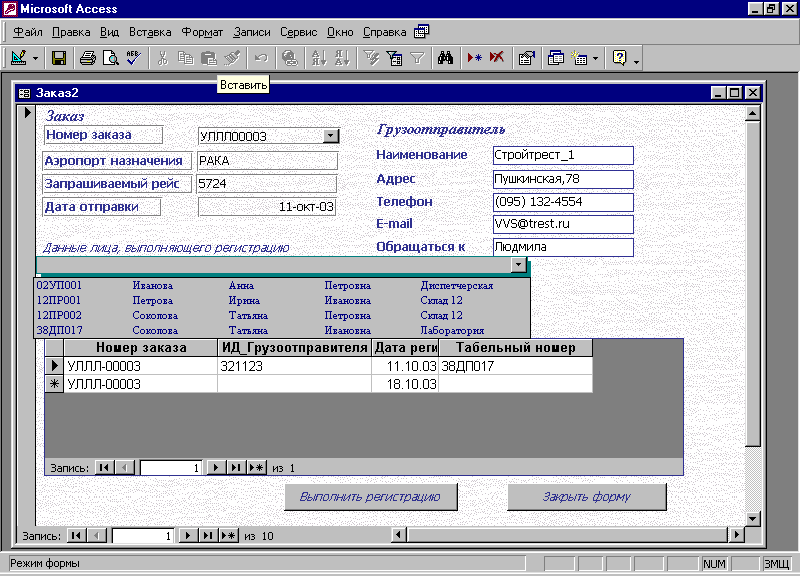 Microsoft Access
Файл Правка Вид Вставка Формат Записи Сервис Окно Справка
Вставить
Заказ2
Заказ
Номер заказа УЛЛЛ00003
Аэропорт назначения РАКА
Запрашиваемый рейс 5724
Дата отправки 11-окт-03
Грузоотправитель
Наименование Стройтрест_1
Адрес Пушкинская,78
Телефон (095) 132-4554
E-mail VVS@trest.ru
Обращаться к Людмила
Данные лица, выполняющего регистрацию
02УП001 Иванова Анна Петровна Диспетчерская
12ПР001 Петрова Ирина Ивановна Склад 12
12ПР002 Соколова Татьяна Петровна Склад 12
38ДП017 Соколова Татьяна Ивановна Лаборатория
Номер заказа ИД_Грузоотправителя Дата реги Табельный номер
УЛЛЛ-00003 321123 11.10.03 38ДП017
УЛЛЛ-00003 18.10.03
Запись: 1 из 1
Выполнить регистрацию Закрыть форму
Запись: 1 из 10
Режим формы NUM ЗМЩ